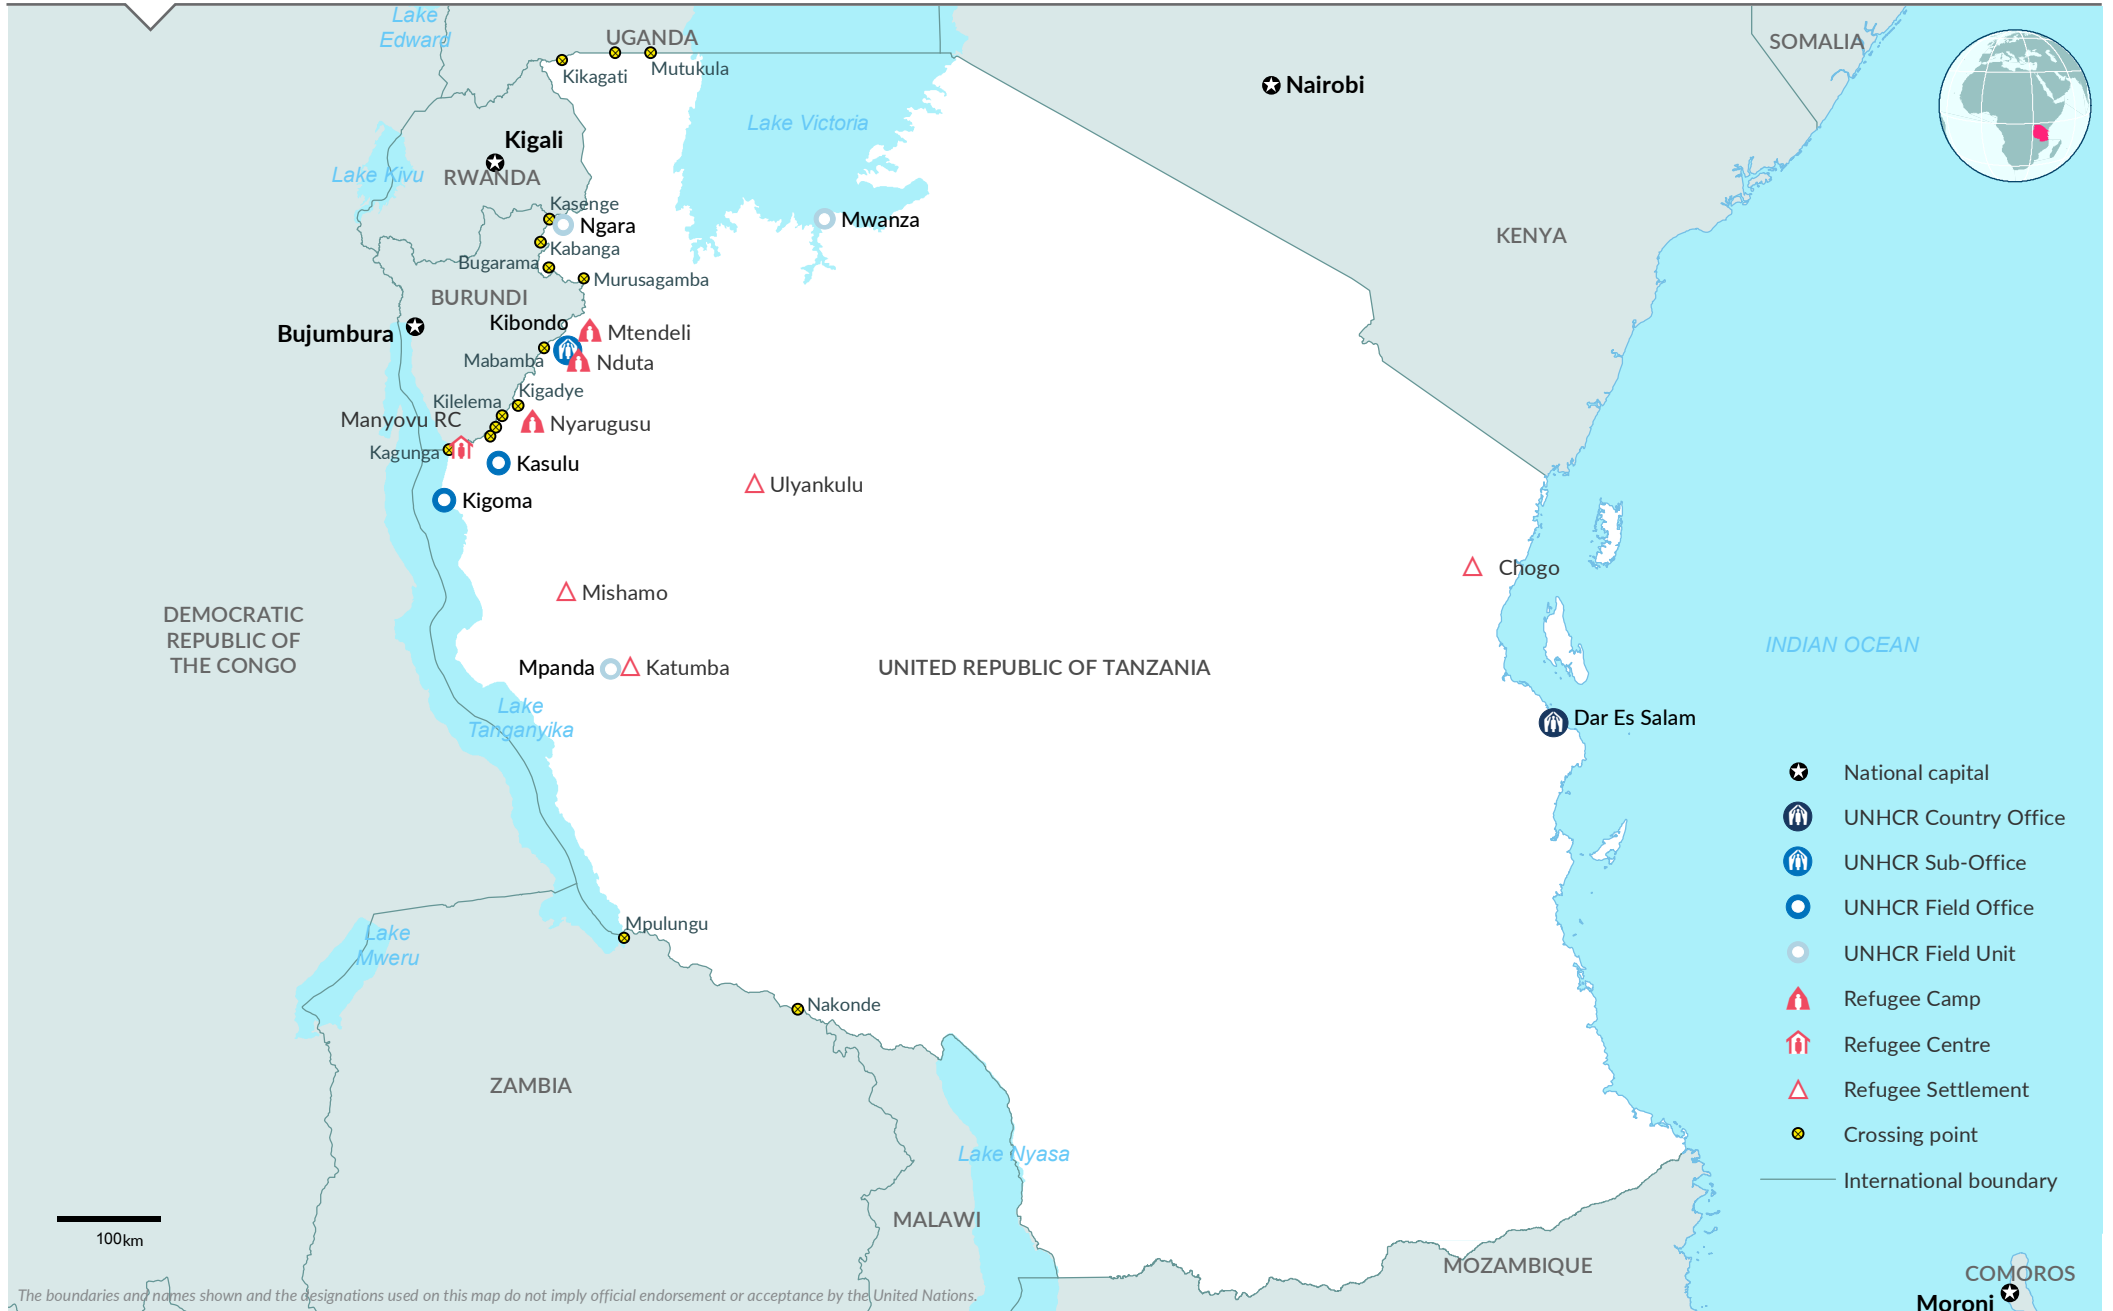 Lake
Edward
UGANDA
SOMALIA
Kikagati
Mutukula
Nairobi
Lake Victoria
Kigali
Lake Kivu
RWANDA
Kasenge
Ngara
Mwanza
KENYA
Kabanga
Bugarama
Murusagamba
BURUNDI
Bujumbura
Kibondo
Mtendeli
Mabamba
Nduta
Kigadye
Kilelema
Manyovu RC
Nyarugusu
Kagunga
Kasulu
Ulyankulu
Kigoma
Chogo
Mishamo
DEMOCRATIC
REPUBLIC OF
THE CONGO
INDIAN OCEAN
Mpanda
Katumba
UNITED REPUBLIC OF TANZANIA
Lake
Tanganyika
Dar Es Salam
National capital
UNHCR Country Office
UNHCR Sub-Office
UNHCR Field Office
Mpulungu
Lake
Mweru
UNHCR Field Unit
Refugee Camp
Nakonde
Refugee Centre
ZAMBIA
Refugee Settlement
Crossing point
Lake Nyasa
International boundary
MALAWI
100km
MOZAMBIQUE
COMOROS
Moroni
The boundaries and names shown and the designations used on this map do not imply official endorsement or acceptance by the United Nations.